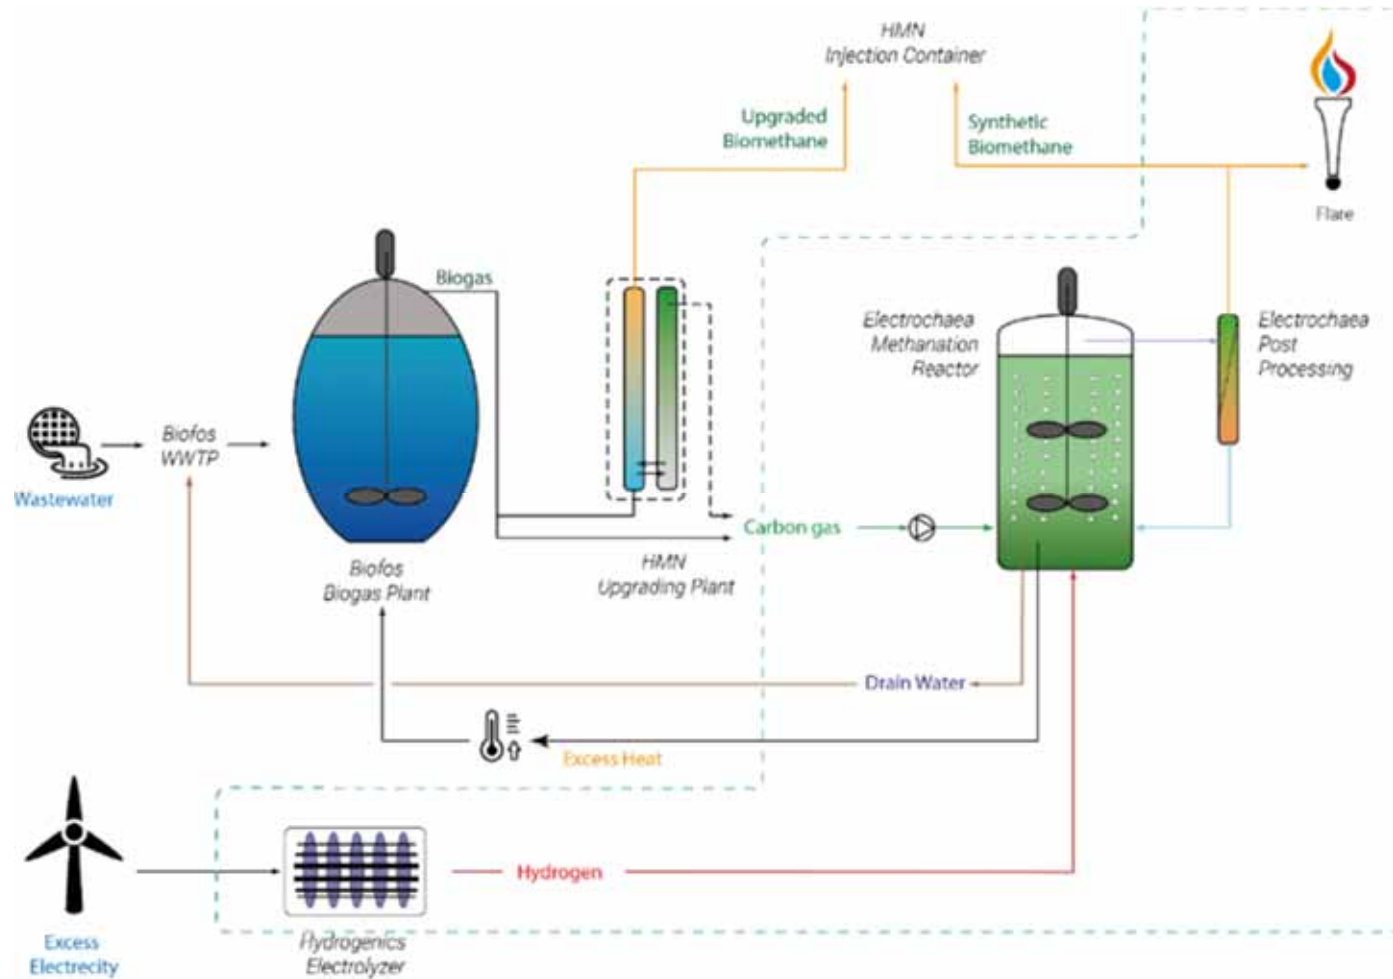 HMN
Injection Container
Upgraded
Biomethane
Synthetic
Biomethane
Flare
Biogas
Electrochaea
Methanation
Reactor
Electrochaea
Post
Processing
Biofos
WWTP
Wastewater
Carbon gas
HMN
Upgrading Plant
Biofos
Biogas Plant
Drain Water
Excess Heat
Hydrogen
Excess
Electrecity
Hydrogenics
Electrolyzer